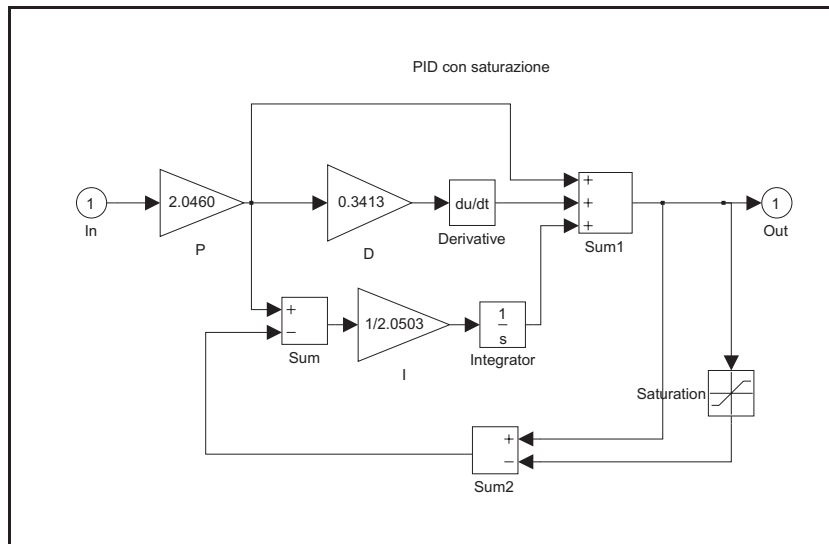 PID con saturazione
1
In
2.0460
P
0.3413
D
du/dt
Derivative
+
+
+
Sum1
1
Out
+
−
Sum
1/2.0503
I
1
s
Integrator
Saturation
+
−
Sum2